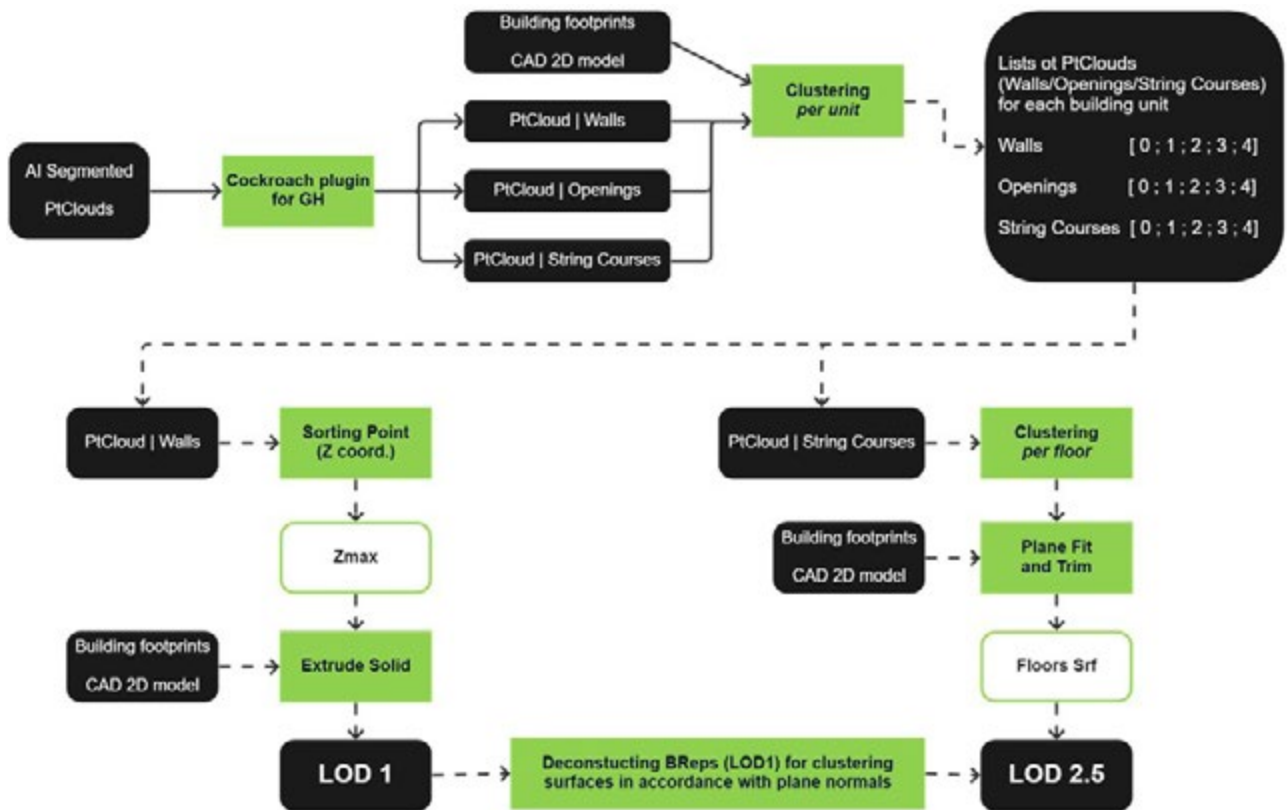 Building footprints
CAD 2D model
AI Segmented
PtClouds
Cockroach plugin
for GH
PtCloud | Walls
PtCloud | Openings
PtCloud | String Courses
Clustering
per unit
Lists ot PtClouds
(Walls/Openings/String Courses)
for each building unit
Walls [ 0 ; 1 ; 2 ; 3 ; 4]
Openings [ 0 ; 1 ; 2 ; 3 ; 4]
String Courses [ 0 ; 1 ; 2 ; 3 ; 4]
PtCloud | Walls
Sorting Point
(Z coord.)
Zmax
Building footprints
CAD 2D model
Extrude Solid
LOD 1
PtCloud | String Courses
Clustering
per floor
Building footprints
CAD 2D model
Plane Fit
and Trim
Floors Srf
Deconstucting BReps (LOD1) for clustering
surfaces in accordance with plane normals
LOD 2.5